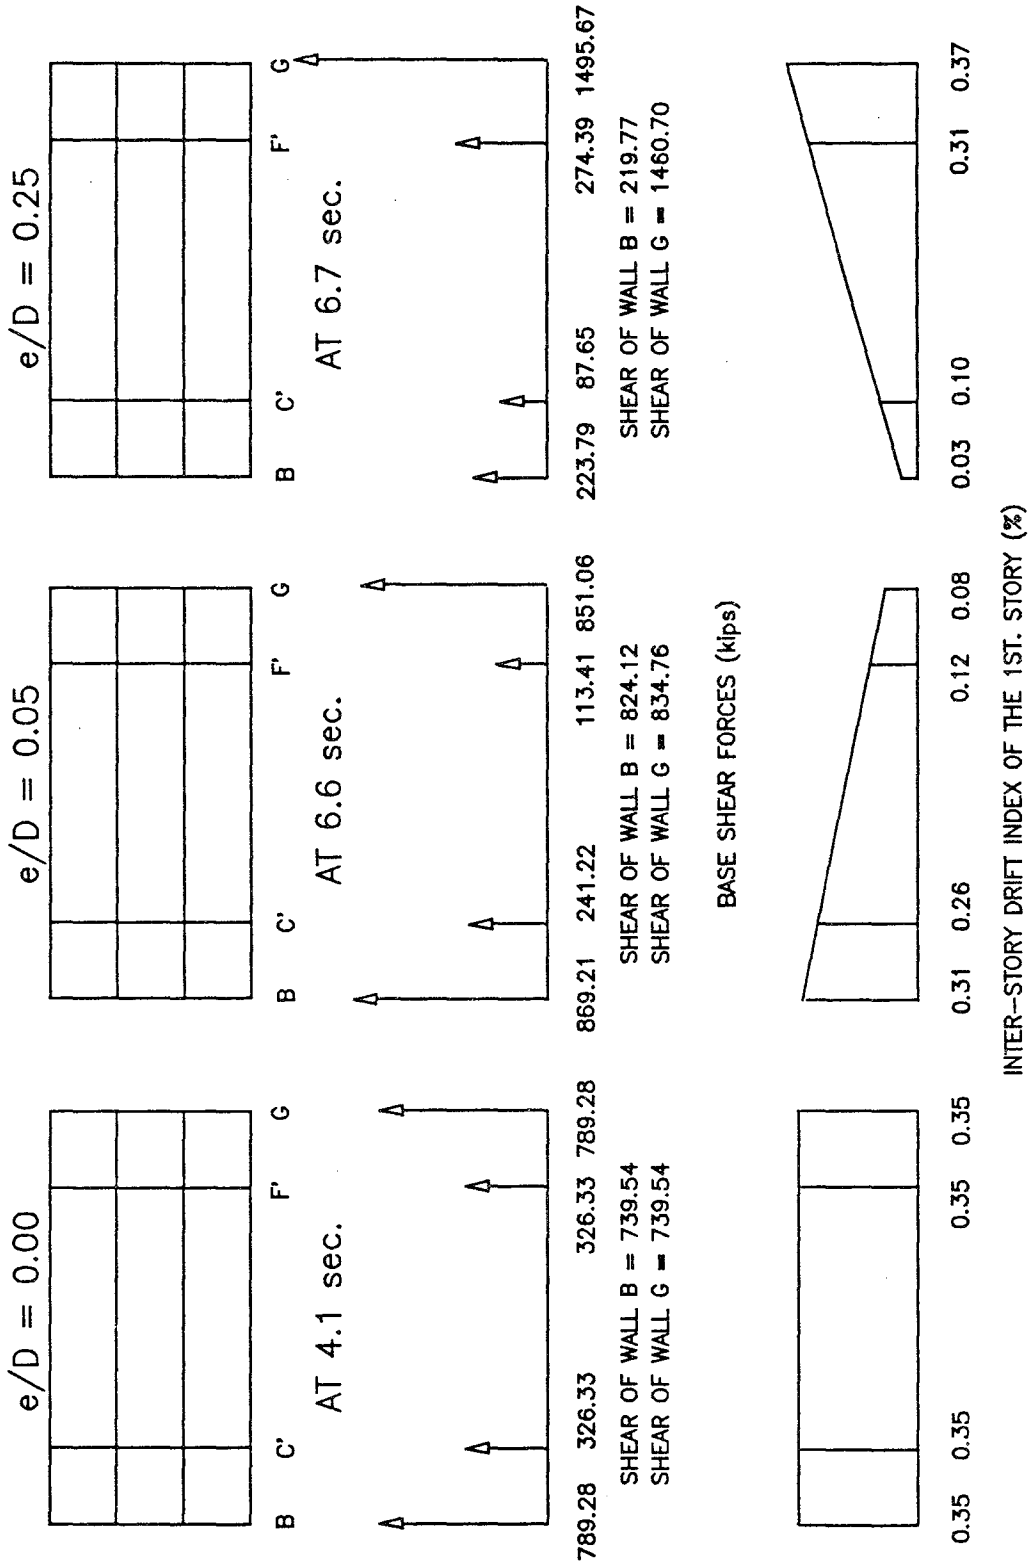 e/D = 0.00
B C' F' G
AT 4.1 sec.
789.28 326.33 326.33 789.28
SHEAR OF WALL B = 739.54
SHEAR OF WALL G = 739.54
0.35 0.35 0.35 0.35
e/D = 0.05
B C' F' G
AT 6.6 sec.
869.21 241.22 113.41 851.06
SHEAR OF WALL B = 824.12
SHEAR OF WALL G = 834.76
BASE SHEAR FORCES (kips)
0.31 0.26 0.12 0.08
INTER-STORY DRIFT INDEX OF THE 1ST. STORY (%)
e/D = 0.25
B C' F' G
AT 6.7 sec.
223.79 87.65 274.39 1495.67
SHEAR OF WALL B = 219.77
SHEAR OF WALL G = 1460.70
0.03 0.10 0.31 0.37